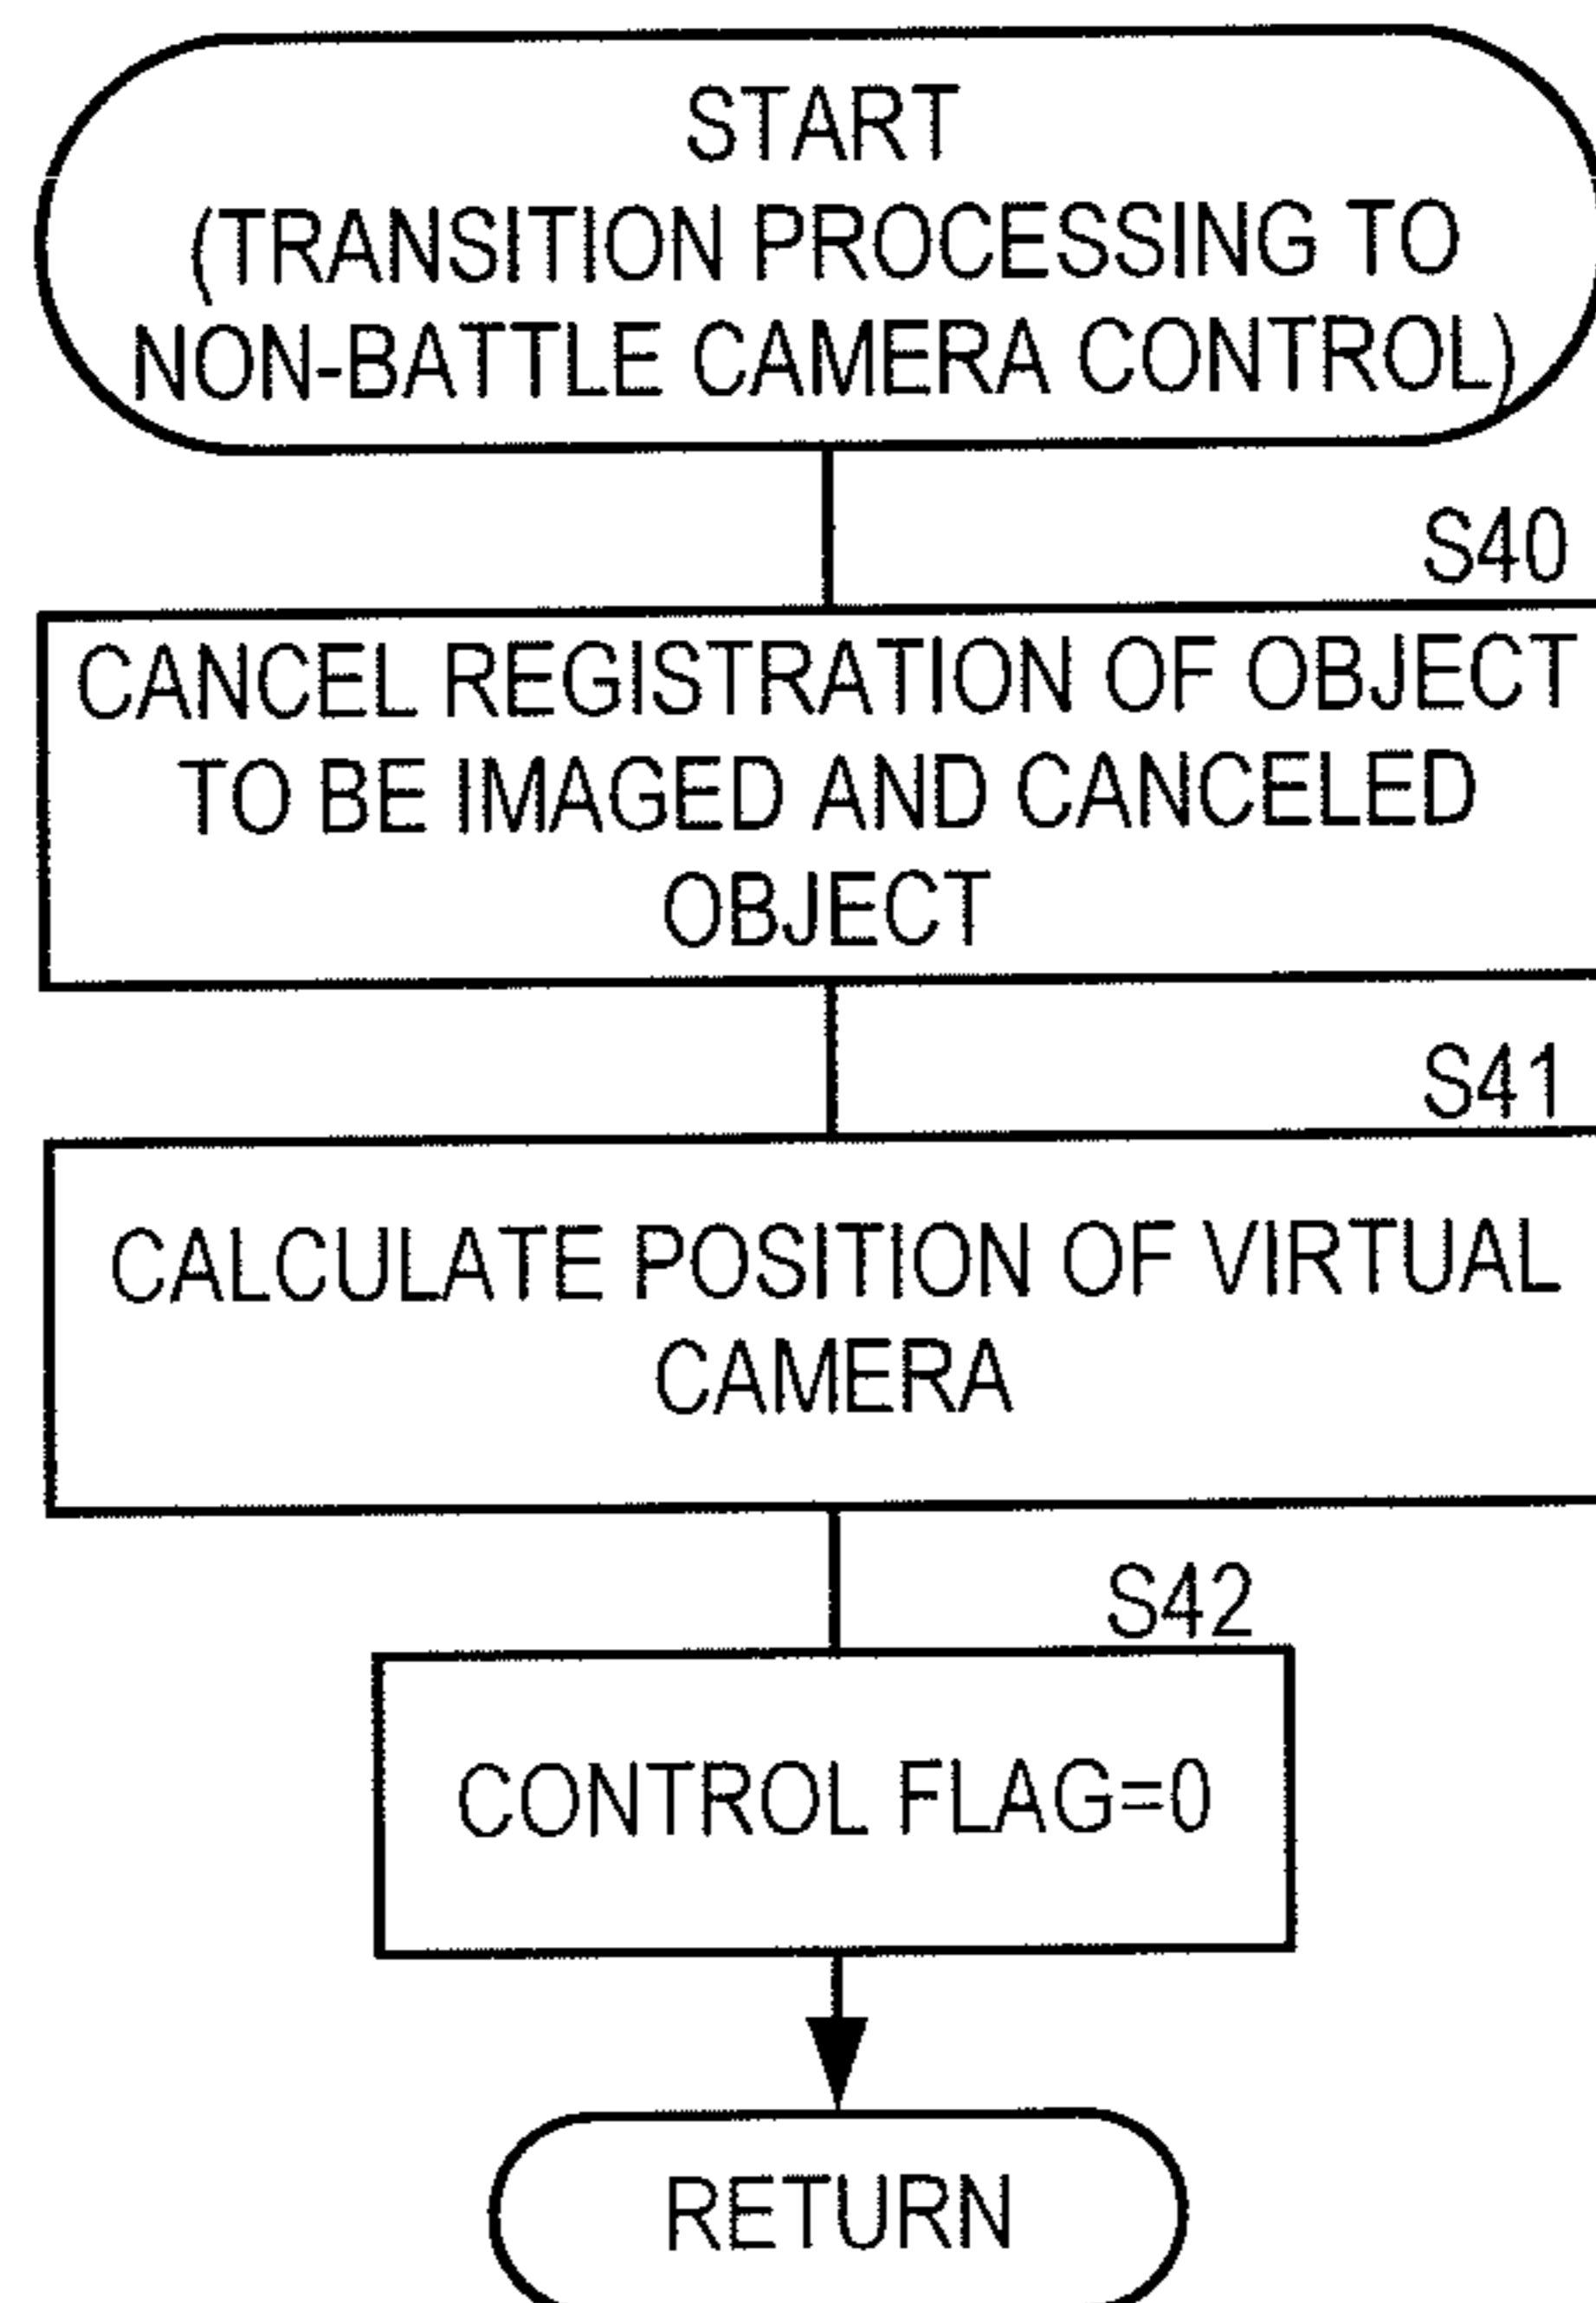 START
(TRANSITION PROCESSING TO
NON-BATTLE CAMERA CONTROL)
S40
CANCEL REGISTRATION OF OBJECT
TO BE IMAGED AND CANCELED
OBJECT
S41
CALCULATE POSITION OF VIRTUAL
CAMERA
S42
CONTROL FLAG=0
RETURN